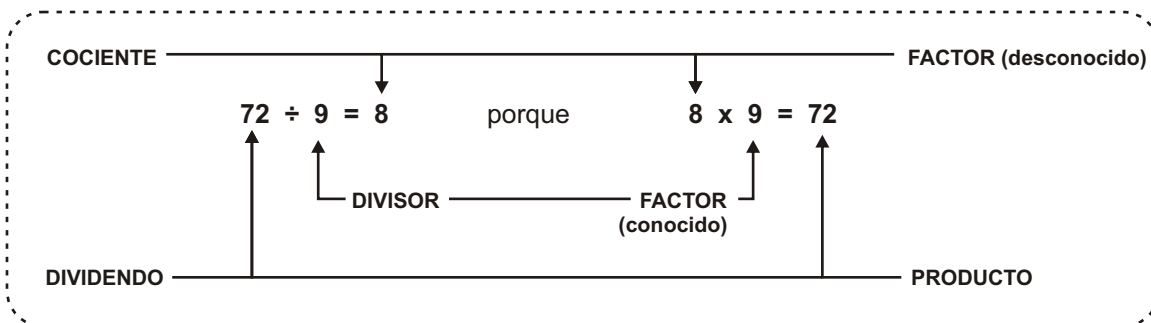 COCIENTE FACTOR (desconocido)
72 ÷ 9 = 8 porque 8 x 9 = 72
DIVISOR FACTOR
(conocido)
DIVIDENDO PRODUCTO